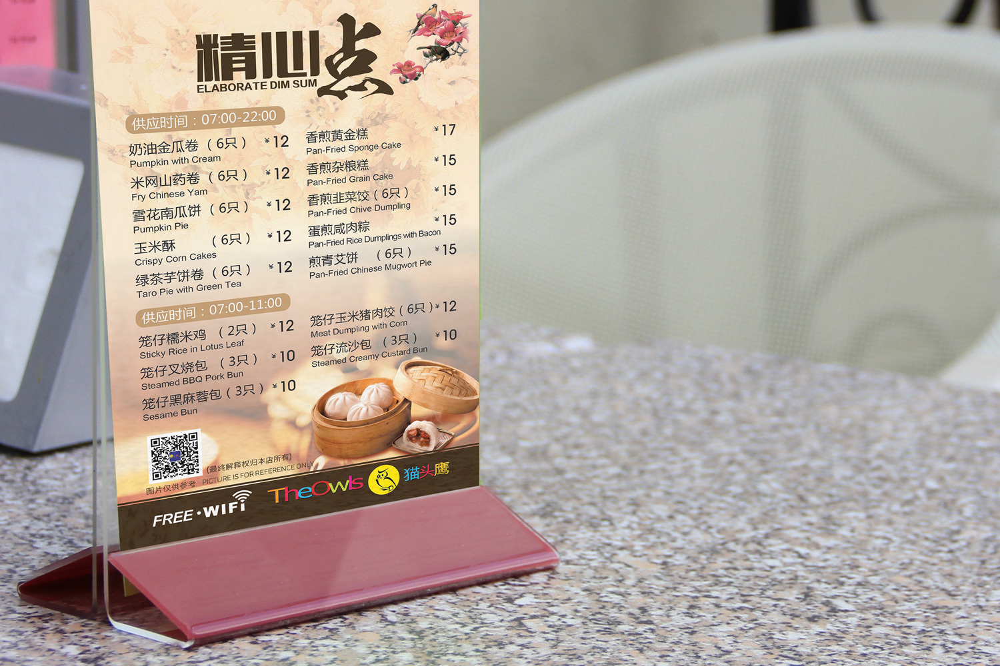 精心点
ELABORATE DIM SUM
供应时间：07:00-22:00
奶油金瓜卷（6只） ¥12
Pumpkin with Cream
米网山药卷（6只） ¥12
Fry Chinese Yam
雪花南瓜饼（6只） ¥12
Pumpkin Pie
玉米酥（6只） ¥12
Crispy Corn Cakes
绿茶芋饼卷（6只） ¥12
Taro Pie with Green Tea
香煎黄金糕 ¥17
Pan-Fried Sponge Cake
香煎杂粮糕 ¥15
Pan-Fried Grain Cake
香煎韭菜饺（6只） ¥15
Pan-Fried Chive Dumpling
蛋煎咸肉粽 ¥15
Pan-Fried Rice Dumplings with Bacon
煎青艾饼（6只） ¥15
Pan-Fried Chinese Mugwort Pie
供应时间：07:00-11:00
笼仔糯米鸡（2只） ¥12
Sticky Rice in Lotus Leaf
笼仔叉烧包（3只） ¥10
Steamed BBQ Pork Bun
笼仔黑麻蓉包（3只） ¥10
Sesame Bun
笼仔玉米猪肉饺（6只） ¥12
Meat Dumpling with Corn
笼仔流沙包（3只） ¥10
Steamed Creamy Custard Bun
(最终解释权归本店所有)
图片仅供参考 PICTURE IS FOR REFERENCE ONLY
FREE·WiFi TheOwls 猫头鹰